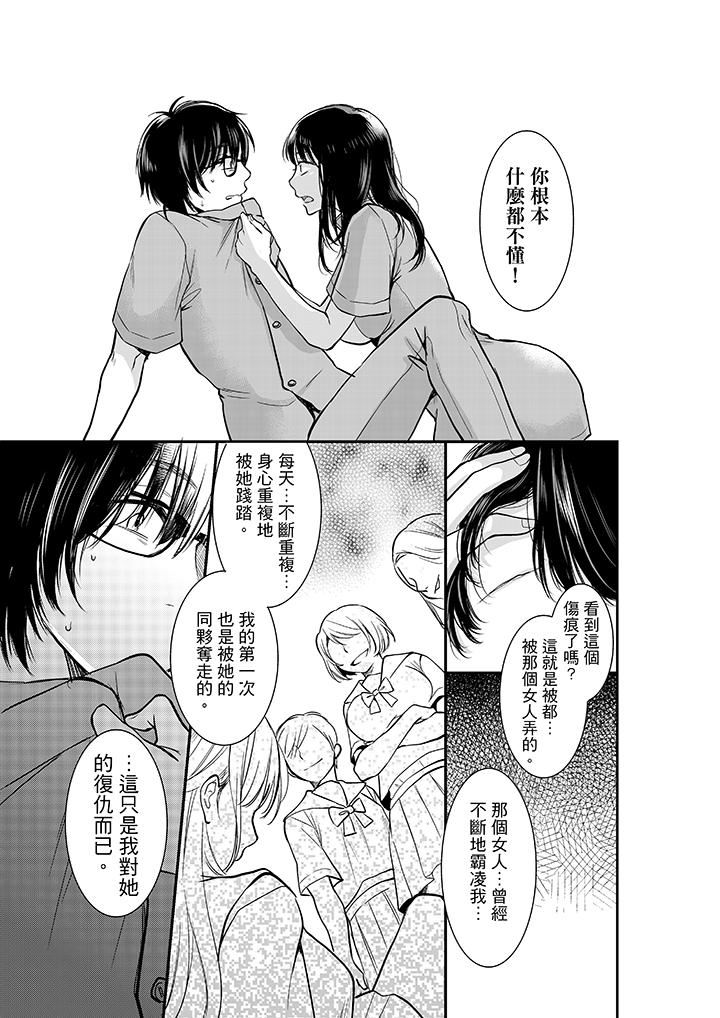 你根本
什麼都不懂！
看到這個
傷痕了嗎？
這就是被都…
被那個女人弄的。
那個女人…曾經
不斷地霸凌我…
每天…不斷重複…
身心重複地
被她踐踏。
我的第一次
也是被她的
同夥奪走的。
…這只是我對她
的復仇而已。